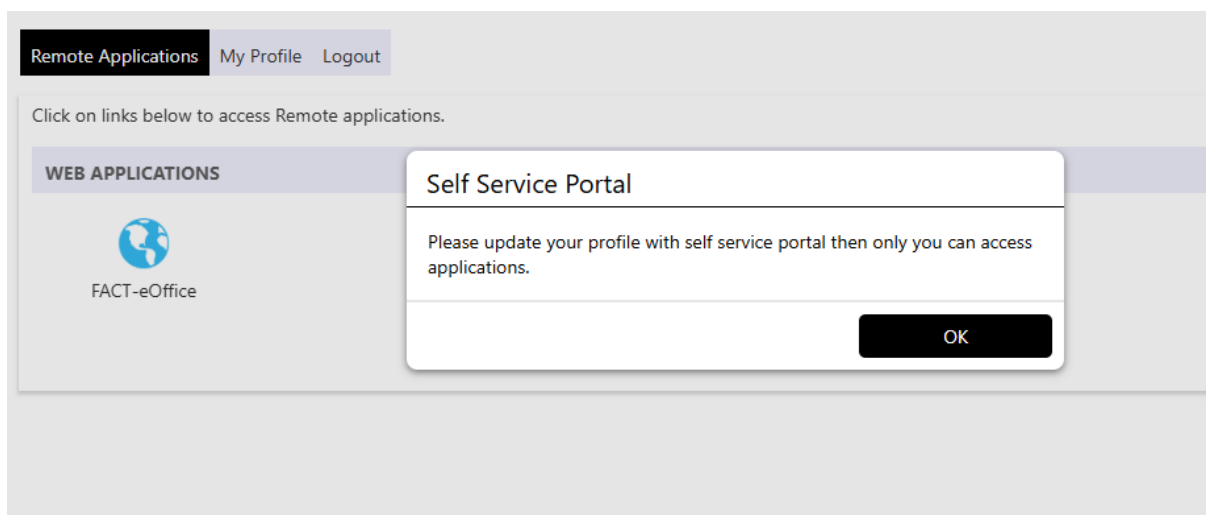 Remote Applications My Profile Logout
Click on links below to access Remote applications.
WEB APPLICATIONS
FACT-eOffice
Self Service Portal
Please update your profile with self service portal then only you can access
applications.
OK